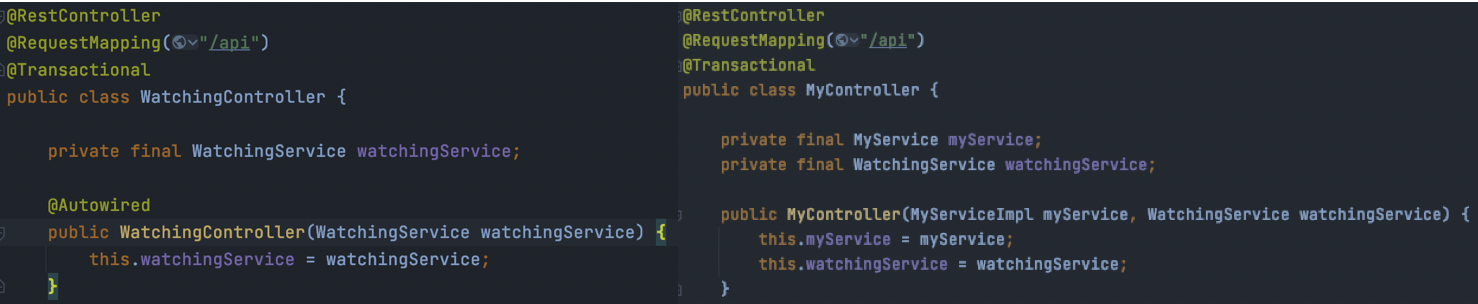 @RestController
@RequestMapping("/api")
@Transactional
public class WatchingController {
private final WatchingService watchingService;
@Autowired
public WatchingController(WatchingService watchingService) {
this.watchingService = watchingService;
}
@RestController
@RequestMapping("/api")
@Transactional
public class MyController {
private final MyService myService;
private final WatchingService watchingService;
public MyController(MyServiceImpl myService, WatchingService watchingService) {
this.myService = myService;
this.watchingService = watchingService;
}